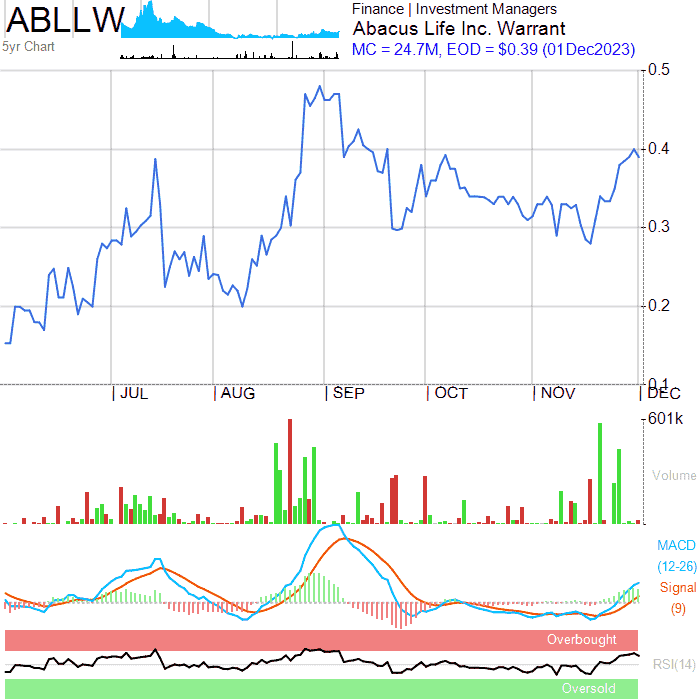 ABLLW
5yr Chart
Finance | Investment Managers
Abacus Life Inc. Warrant
MC = 24.7M, EOD = $0.39 (01Dec2023)
0.5
0.4
0.3
0.2
0.1
JUL AUG SEP OCT NOV DEC
601k
Volume
MACD
(12-26)
Signal
(9)
Overbought
RSI(14)
Oversold